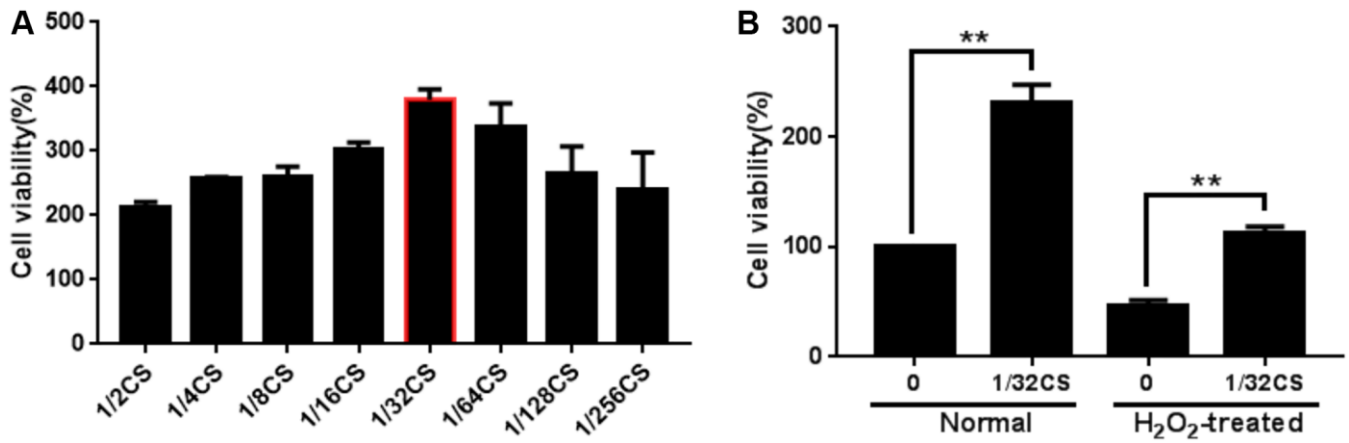 A
Cell viability(%)
500
400
300
200
100
0
1/2CS
1/4CS
1/8CS
1/16CS
1/32CS
1/64CS
1/128CS
1/256CS
B
Cell viability(%)
300
200
100
0
**
**
0
1/32CS
0
1/32CS
Normal
H₂O₂-treated